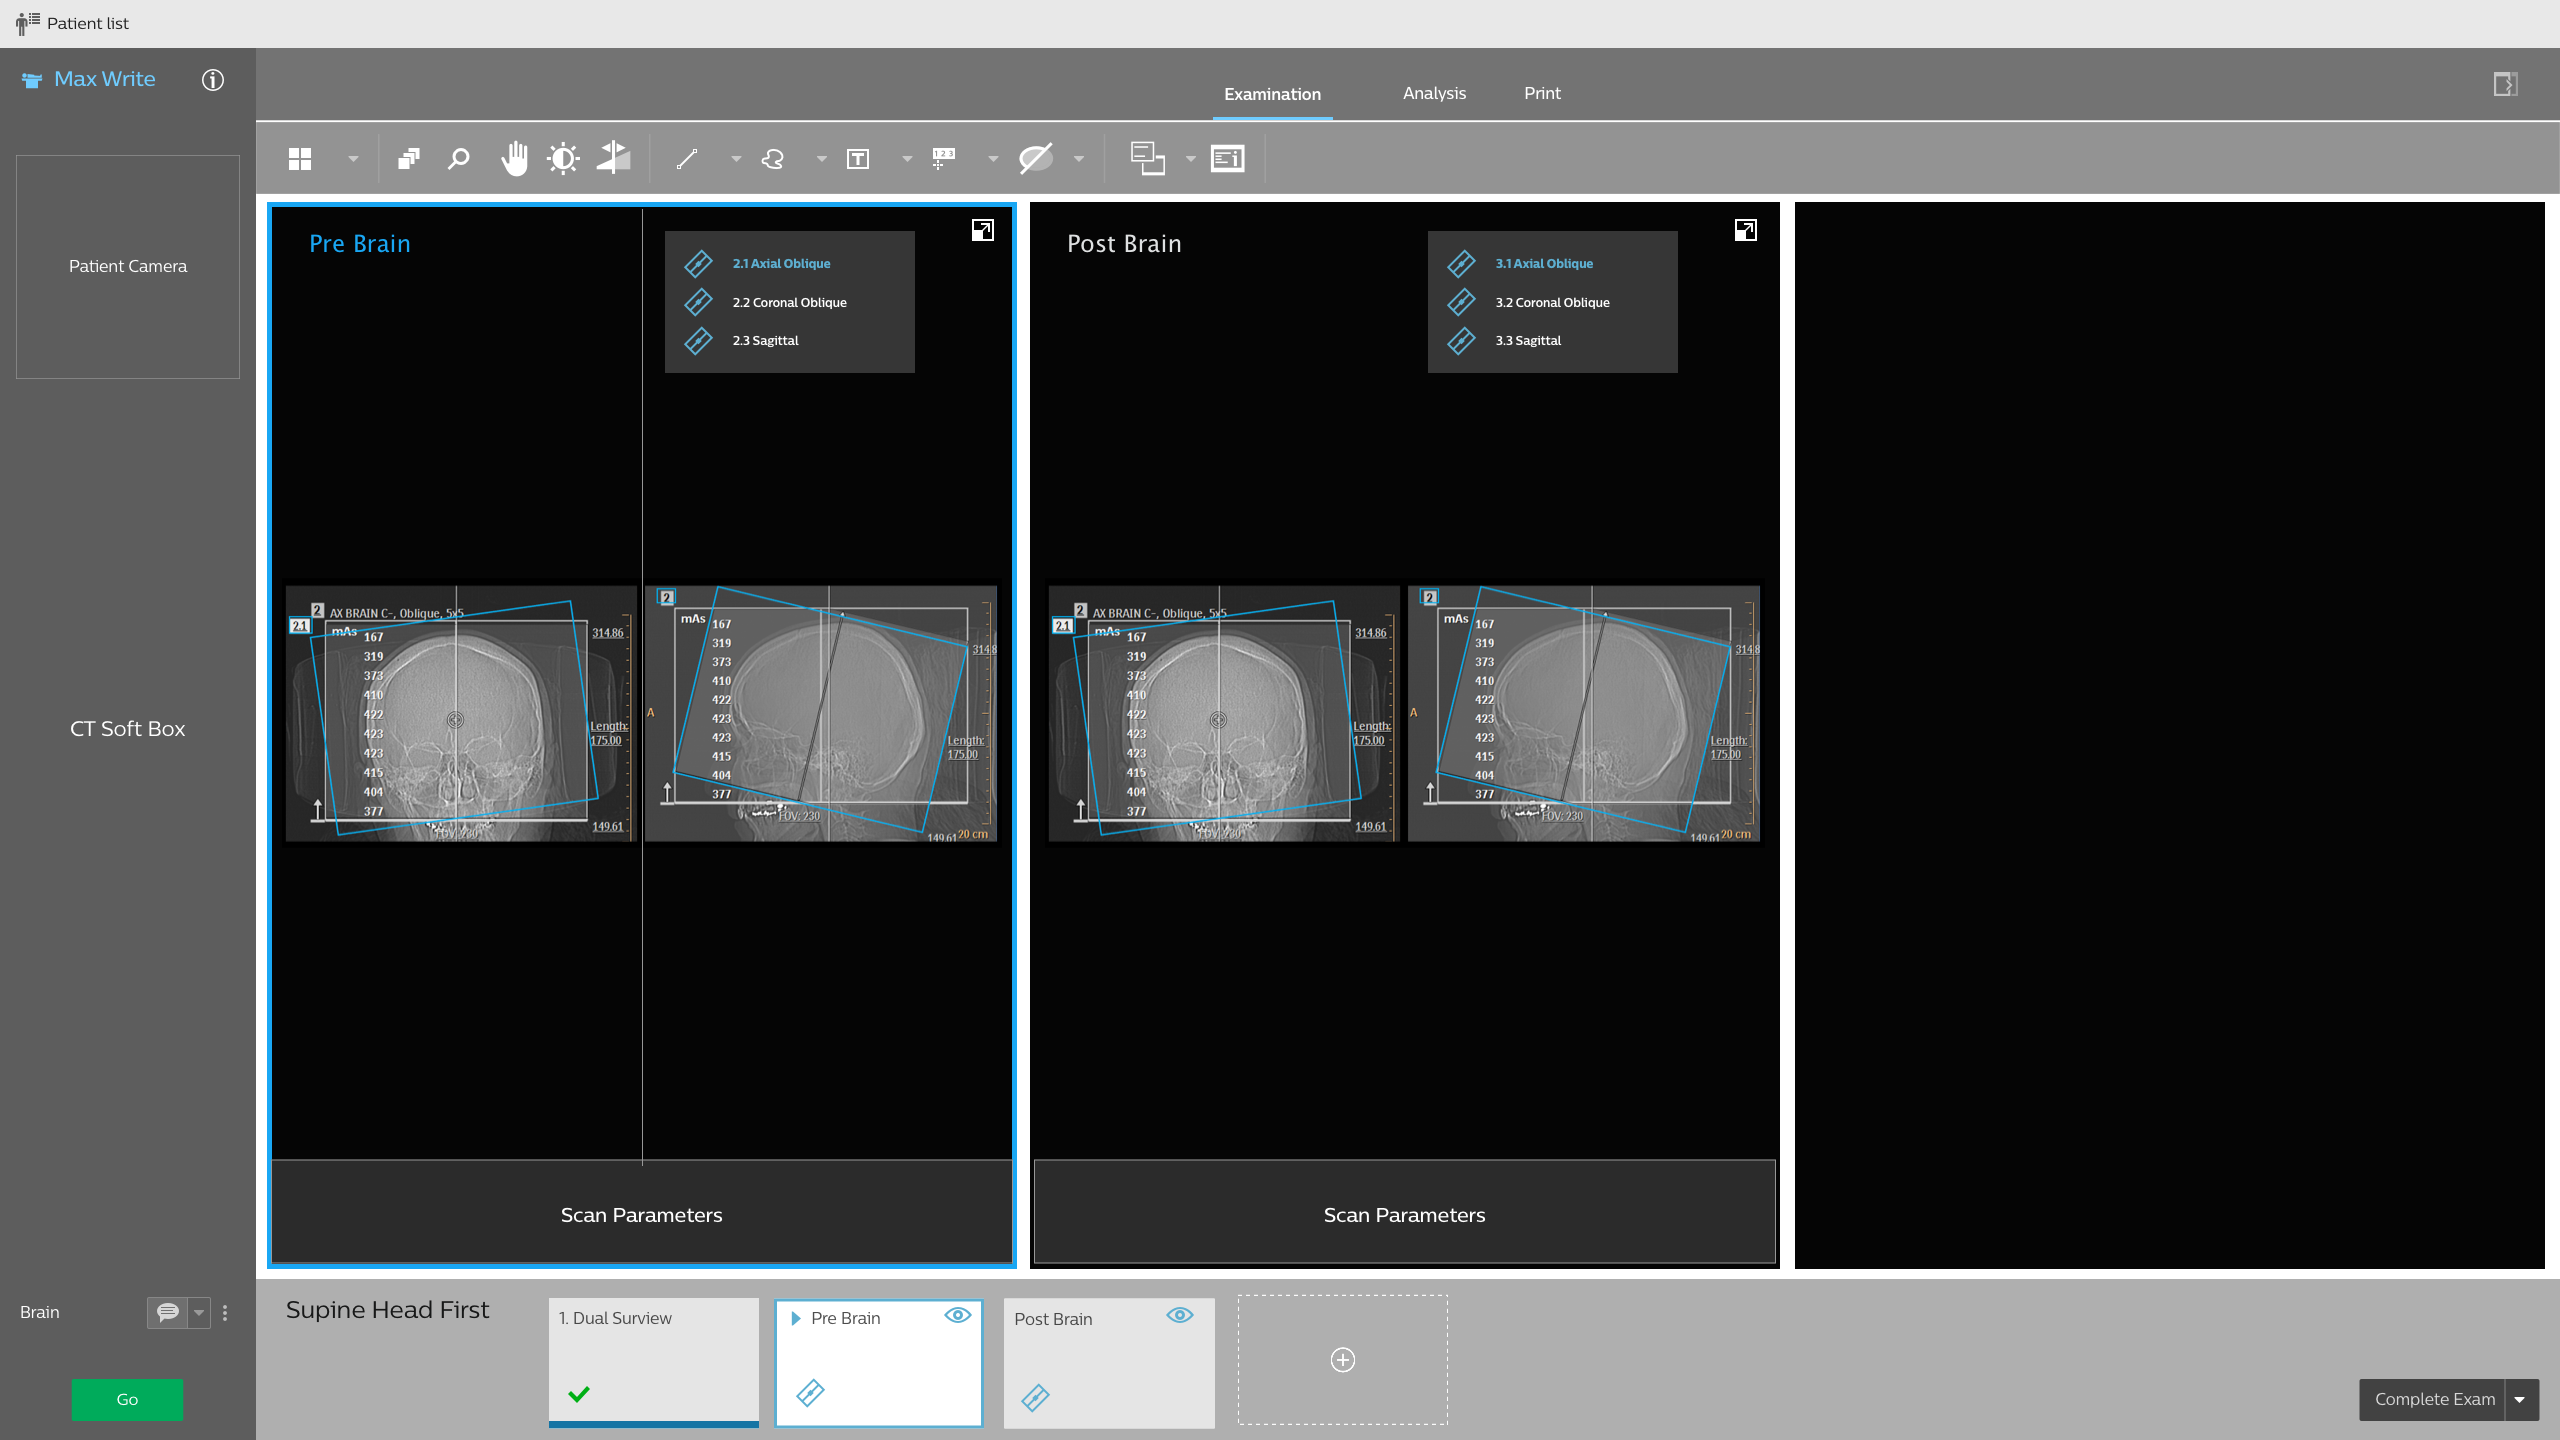 Patient list
Max Write
Examination
Analysis
Print
T
1 2 3
Patient Camera
CT Soft Box
Pre Brain
2.1 Axial Oblique
2.2 Coronal Oblique
2.3 Sagittal
2 AX BRAIN C-, Oblique, 5x5
2.1
mAs 167
319
373
410
422
423
423
415
404
377
314.86
Length:
175.00
149.61
FOV: 230
2
mAs 167
319
373
410
422
423
423
415
404
377
314.8
A
Length:
175.00
FOV: 230
149.61 20 cm
Scan Parameters
Post Brain
3.1 Axial Oblique
3.2 Coronal Oblique
3.3 Sagittal
2 AX BRAIN C-, Oblique, 5x5
2.1
mAs 167
319
373
410
422
423
423
415
404
377
314.86
Length:
175.00
149.61
FOV: 230
2
mAs 167
319
373
410
422
423
423
415
404
377
314.8
A
Length:
175.00
FOV: 230
149.61 20 cm
Scan Parameters
Brain
Go
Supine Head First
1. Dual Surview
Pre Brain
Post Brain
Complete Exam